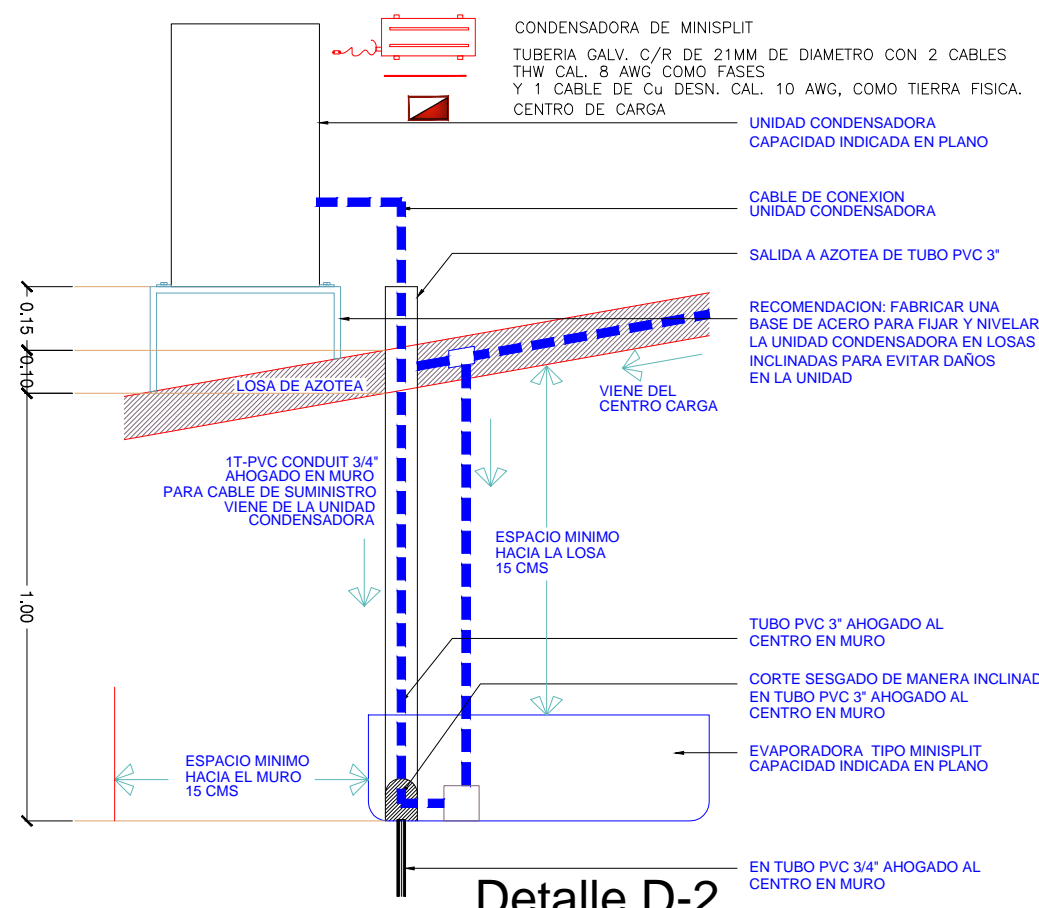 CONDENSADORA DE MINISPLIT
TUBERIA GALV. C/R DE 21MM DE DIAMETRO CON 2 CABLES
THW CAL. 8 AWG COMO FASES
Y 1 CABLE DE Cu DESN. CAL. 10 AWG, COMO TIERRA FISICA.
CENTRO DE CARGA
UNIDAD CONDENSADORA
CAPACIDAD INDICADA EN PLANO
CABLE DE CONEXION
UNIDAD CONDENSADORA
SALIDA A AZOTEA DE TUBO PVC 3"
RECOMENDACION: FABRICAR UNA
BASE DE ACERO PARA FIJAR Y NIVELAR
LA UNIDAD CONDENSADORA EN LOSAS
INCLINADAS PARA EVITAR DAÑOS
EN LA UNIDAD
0.15
0.10
LOSA DE AZOTEA
VIENE DEL
CENTRO CARGA
1T-PVC CONDUIT 3/4"
AHOGADO EN MURO
PARA CABLE DE SUMINISTRO
VIENE DE LA UNIDAD
CONDENSADORA
ESPACIO MINIMO
HACIA LA LOSA
15 CMS
1.00
TUBO PVC 3" AHOGADO AL
CENTRO EN MURO
CORTE SESGADO DE MANERA INCLINAD
EN TUBO PVC 3" AHOGADO AL
CENTRO EN MURO
ESPACIO MINIMO
HACIA EL MURO
15 CMS
EVAPORADORA TIPO MINISPLIT
CAPACIDAD INDICADA EN PLANO
EN TUBO PVC 3/4" AHOGADO AL
CENTRO EN MURO
Detalle D-2